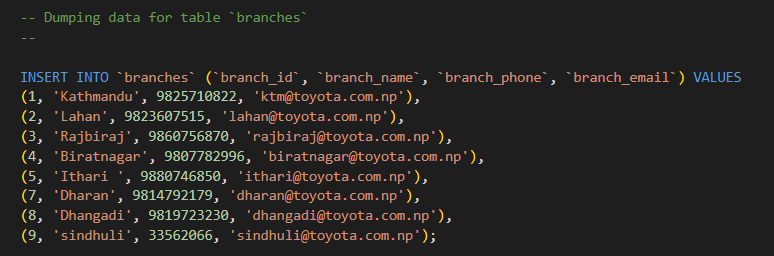 -- Dumping data for table `branches`
--
INSERT INTO `branches` (`branch_id`, `branch_name`, `branch_phone`, `branch_email`) VALUES
(1, 'Kathmandu', 9825710822, 'ktm@toyota.com.np'),
(2, 'Lahan', 9823607515, 'lahan@toyota.com.np'),
(3, 'Rajbiraj', 9860756870, 'rajbiraj@toyota.com.np'),
(4, 'Biratnagar', 9807782996, 'biratnagar@toyota.com.np'),
(5, 'Ithari ', 9880746850, 'ithari@toyota.com.np'),
(7, 'Dharan', 9814792179, 'dharan@toyota.com.np'),
(8, 'Dhangadi', 9819723230, 'dhangadi@toyota.com.np'),
(9, 'sindhuli', 33562066, 'sindhuli@toyota.com.np');